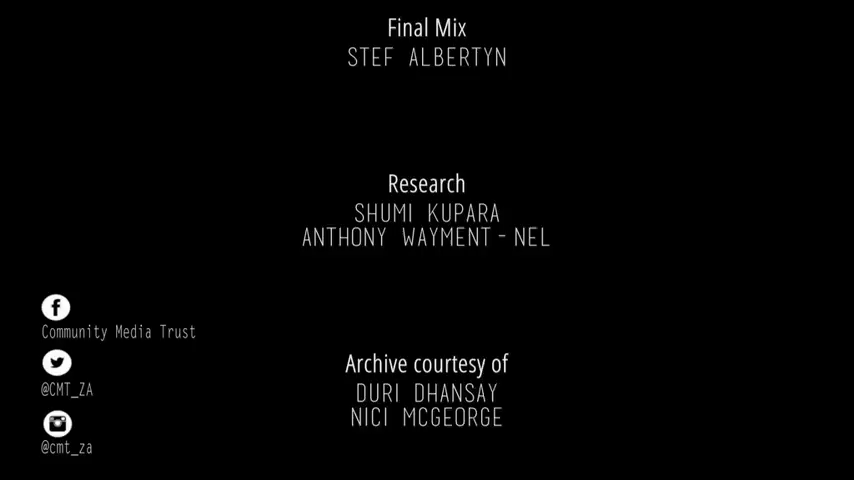 Final Mix
STEF ALBERTYN
Research
SHUMI KUPARA
ANTHONY WAYMENT - NEL
Community Media Trust
@CMT_ZA
@cmt_za
Archive courtesy of
DURI DHANSAY
NICI MCGEORGE